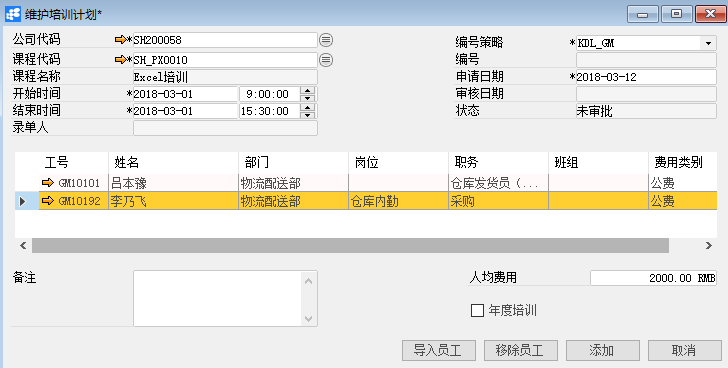 维护培训计划*
公司代码 *SH200058 编号策略 *KDL_GM
课程代码 *SH_PX0010 编号
课程名称 Excel培训 申请日期 *2018-03-12
开始时间 *2018-03-01 9:00:00 审核日期
结束时间 *2018-03-01 15:30:00 状态 未审批
录单人
工号 姓名 部门 岗位 职务 班组 费用类别
GM10101 吕本豫 物流配送部 仓库发货员 (... 公费
GM10192 李乃飞 物流配送部 仓库内勤 采购 公费
备注 人均费用 2000.00 RMB
年度培训
导入员工 移除员工 添加 取消